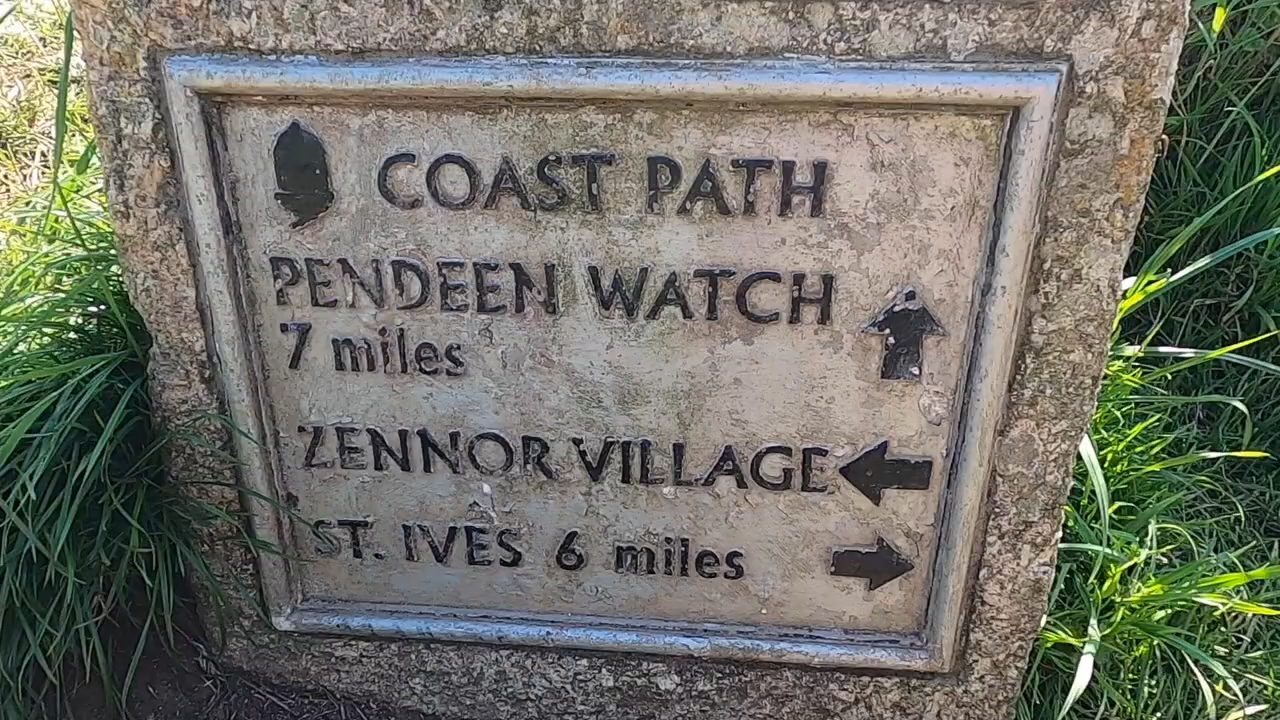 COAST PATH
PENDEEN WATCH
7 miles
ZENNOR VILLAGE
ST. IVES 6 miles